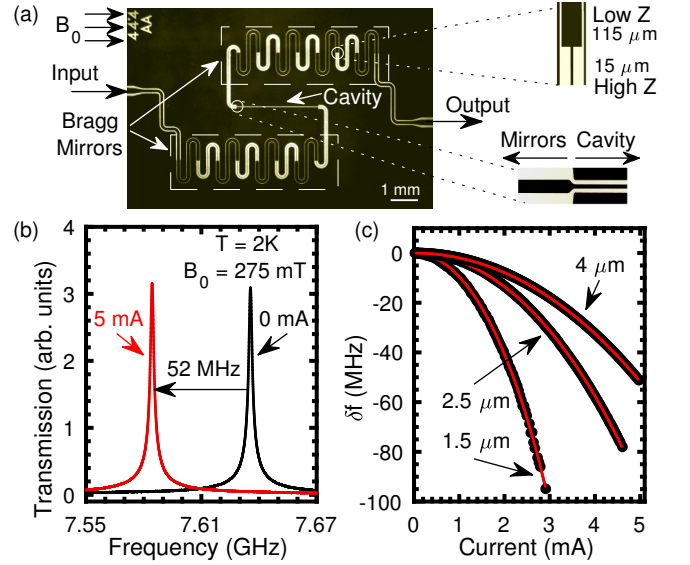 (a)
B0
444
AA
Low Z
115 μm
15 μm
High Z
Input
Cavity
Output
Bragg
Mirrors
Mirrors Cavity
1 mm
(b)
T = 2K
B0 = 275 mT
5 mA
0 mA
52 MHz
Transmission (arb. units)
4
3
2
1
0
7.55 7.61 7.67
Frequency (GHz)
(c)
4 μm
2.5 μm
1.5 μm
δf (MHz)
0
-20
-40
-60
-80
-100
0 1 2 3 4 5
Current (mA)